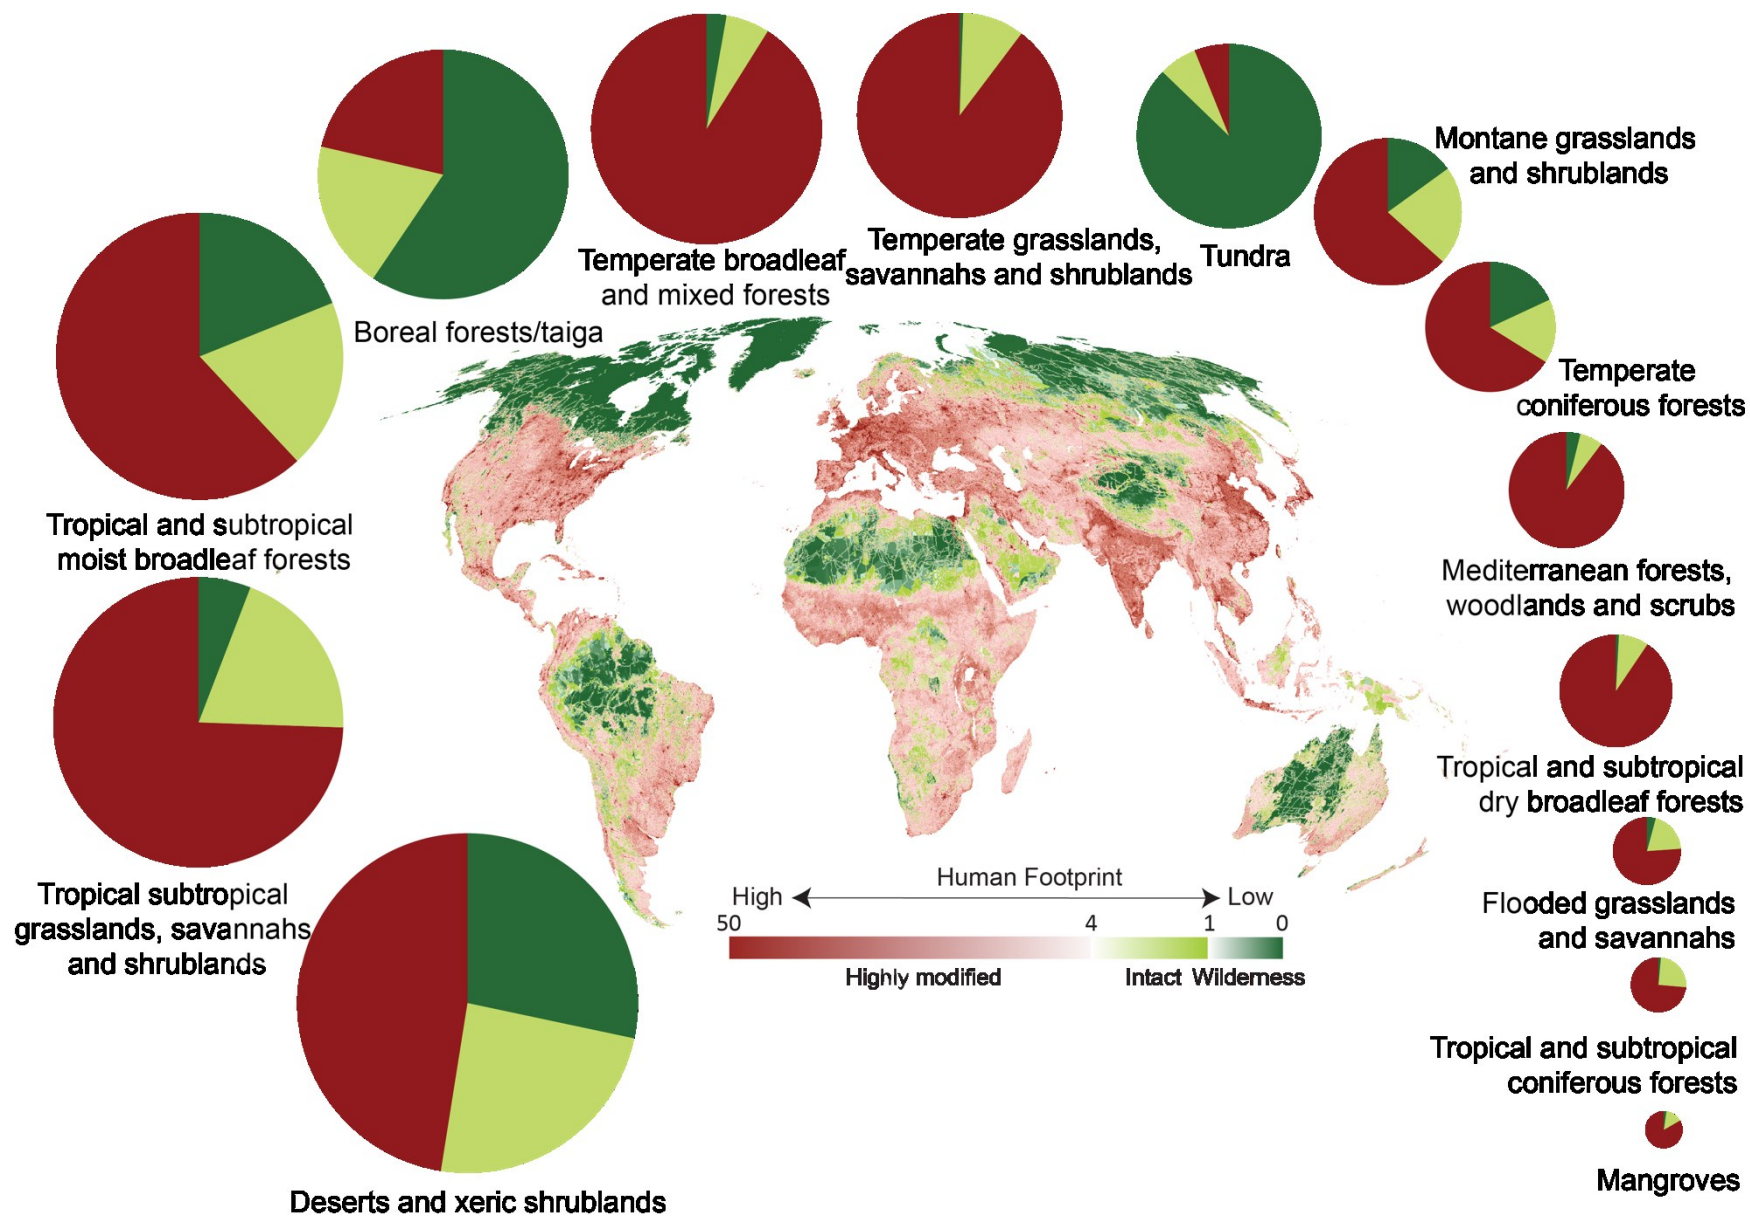 Montane grasslands
and shrublands
Temperate grasslands,
savannahs and shrublands
Tundra
Temperate broadleaf
and mixed forests
Boreal forests/taiga
Temperate
coniferous forests
Tropical and subtropical
moist broadleaf forests
Mediterranean forests,
woodlands and scrubs
Tropical and subtropical
dry broadleaf forests
Tropical subtropical
grasslands, savannahs
and shrublands
Human Footprint
High
Low
50
4
1
0
Highly modified
Intact
Wilderness
Flooded grasslands
and savannahs
Tropical and subtropical
coniferous forests
Mangroves
Deserts and xeric shrublands